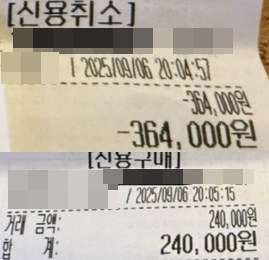 [신용취소]
/ 2025/09/06 20:04:57
-364,000원
-364,000원
[신용구매]
/ 2025/09/06 20:05:15
거래 금액: 240,000원
합 계: 240,000원